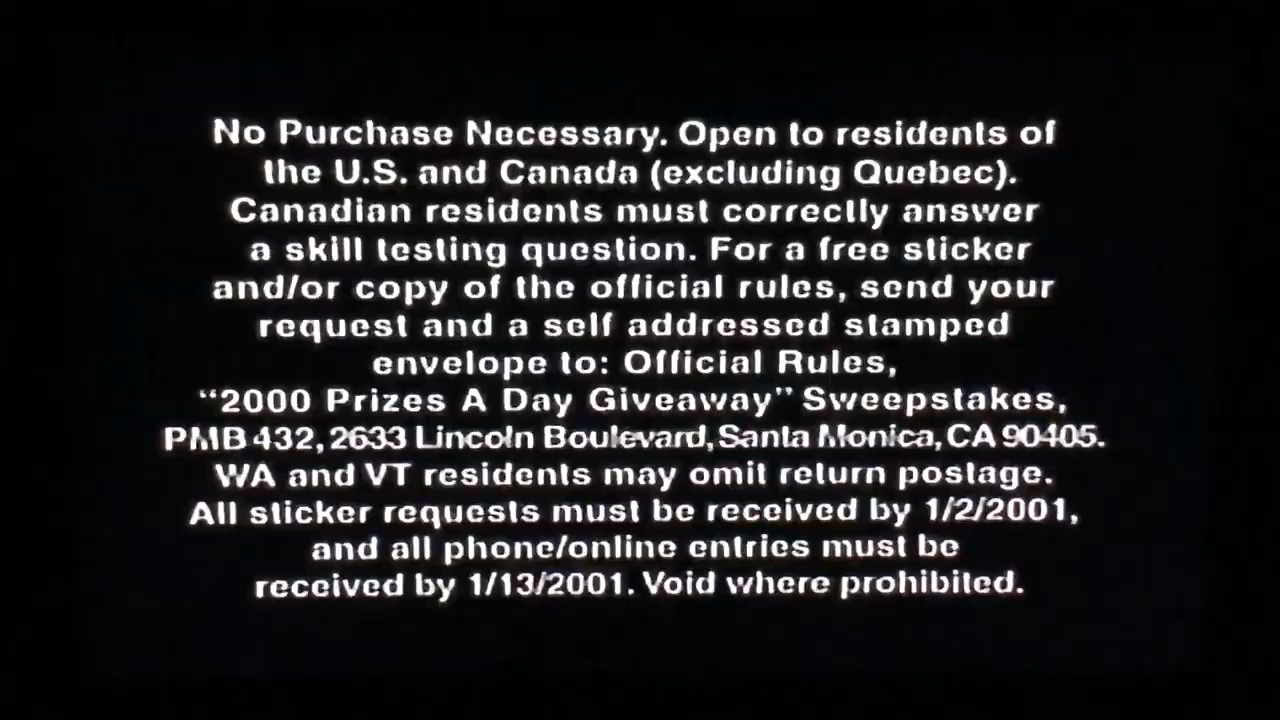 No Purchase Necessary. Open to residents of
the U.S. and Canada (excluding Quebec).
Canadian residents must correctly answer
a skill testing question. For a free sticker
and/or copy of the official rules, send your
request and a self addressed stamped
envelope to: Official Rules,
“2000 Prizes A Day Giveaway” Sweepstakes,
PMB 432, 2633 Lincoln Boulevard, Santa Monica, CA 90405.
WA and VT residents may omit return postage.
All sticker requests must be received by 1/2/2001,
and all phone/online entries must be
received by 1/13/2001. Void where prohibited.